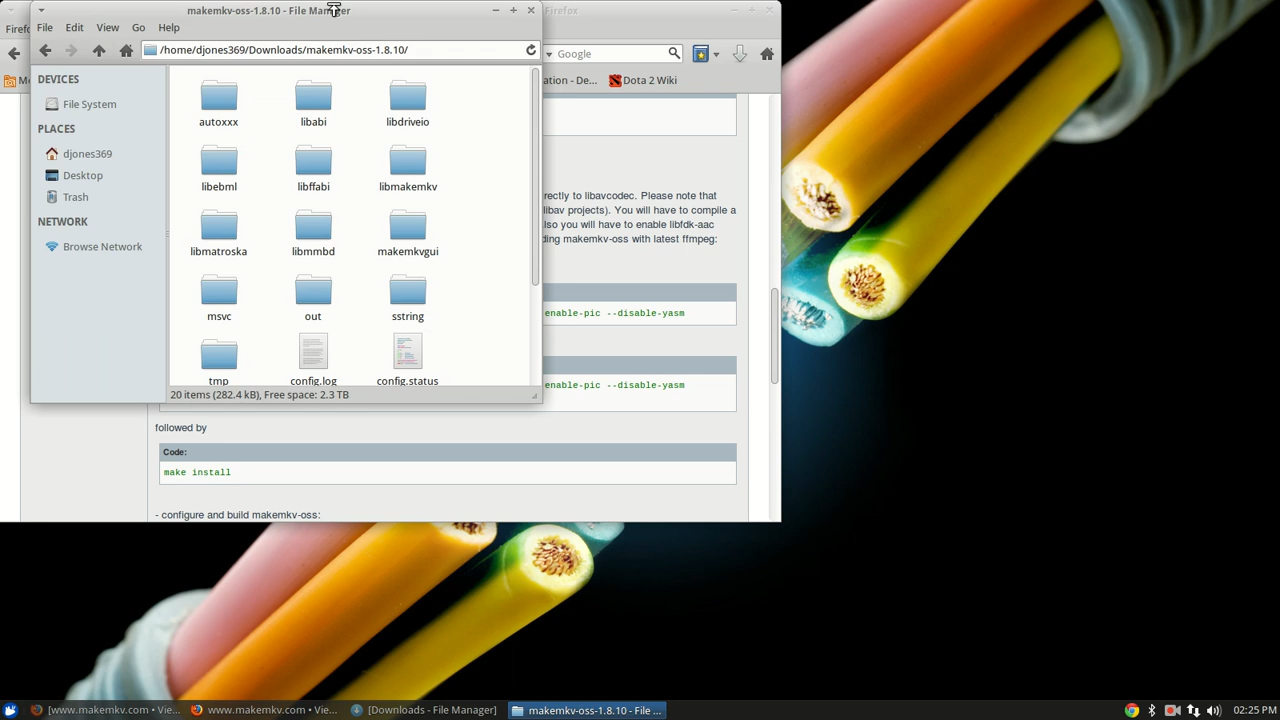 makemkv-oss-1.8.10 - File Manager
Firefox
File Edit View Go Help
/home/djones369/Downloads/makemkv-oss-1.8.10/
Google
DEVICES
File System
PLACES
djones369
Desktop
Trash
NETWORK
Browse Network
autoxxx libabi libdriveio
libebml libffabi libmakemkv
libmatroska libmmbd makemkvgui
msvc out sstring
tmp config.log config.status
20 items (282.4 kB), Free space: 2.3 TB
ation - De... Dota 2 Wiki
rectly to libavcodec. Please note that
libav projects). You will have to compile a
lso you will have to enable libfdk-aac
ding makemkv-oss with latest ffmpeg:
enable-pic --disable-yasm
enable-pic --disable-yasm
followed by
Code:
make install
- configure and build makemkv-oss:
[www.makemkv.com • Vie... www.makemkv.com • Vie... [Downloads - File Manager] makemkv-oss-1.8.10 - File ... 02:25 PM